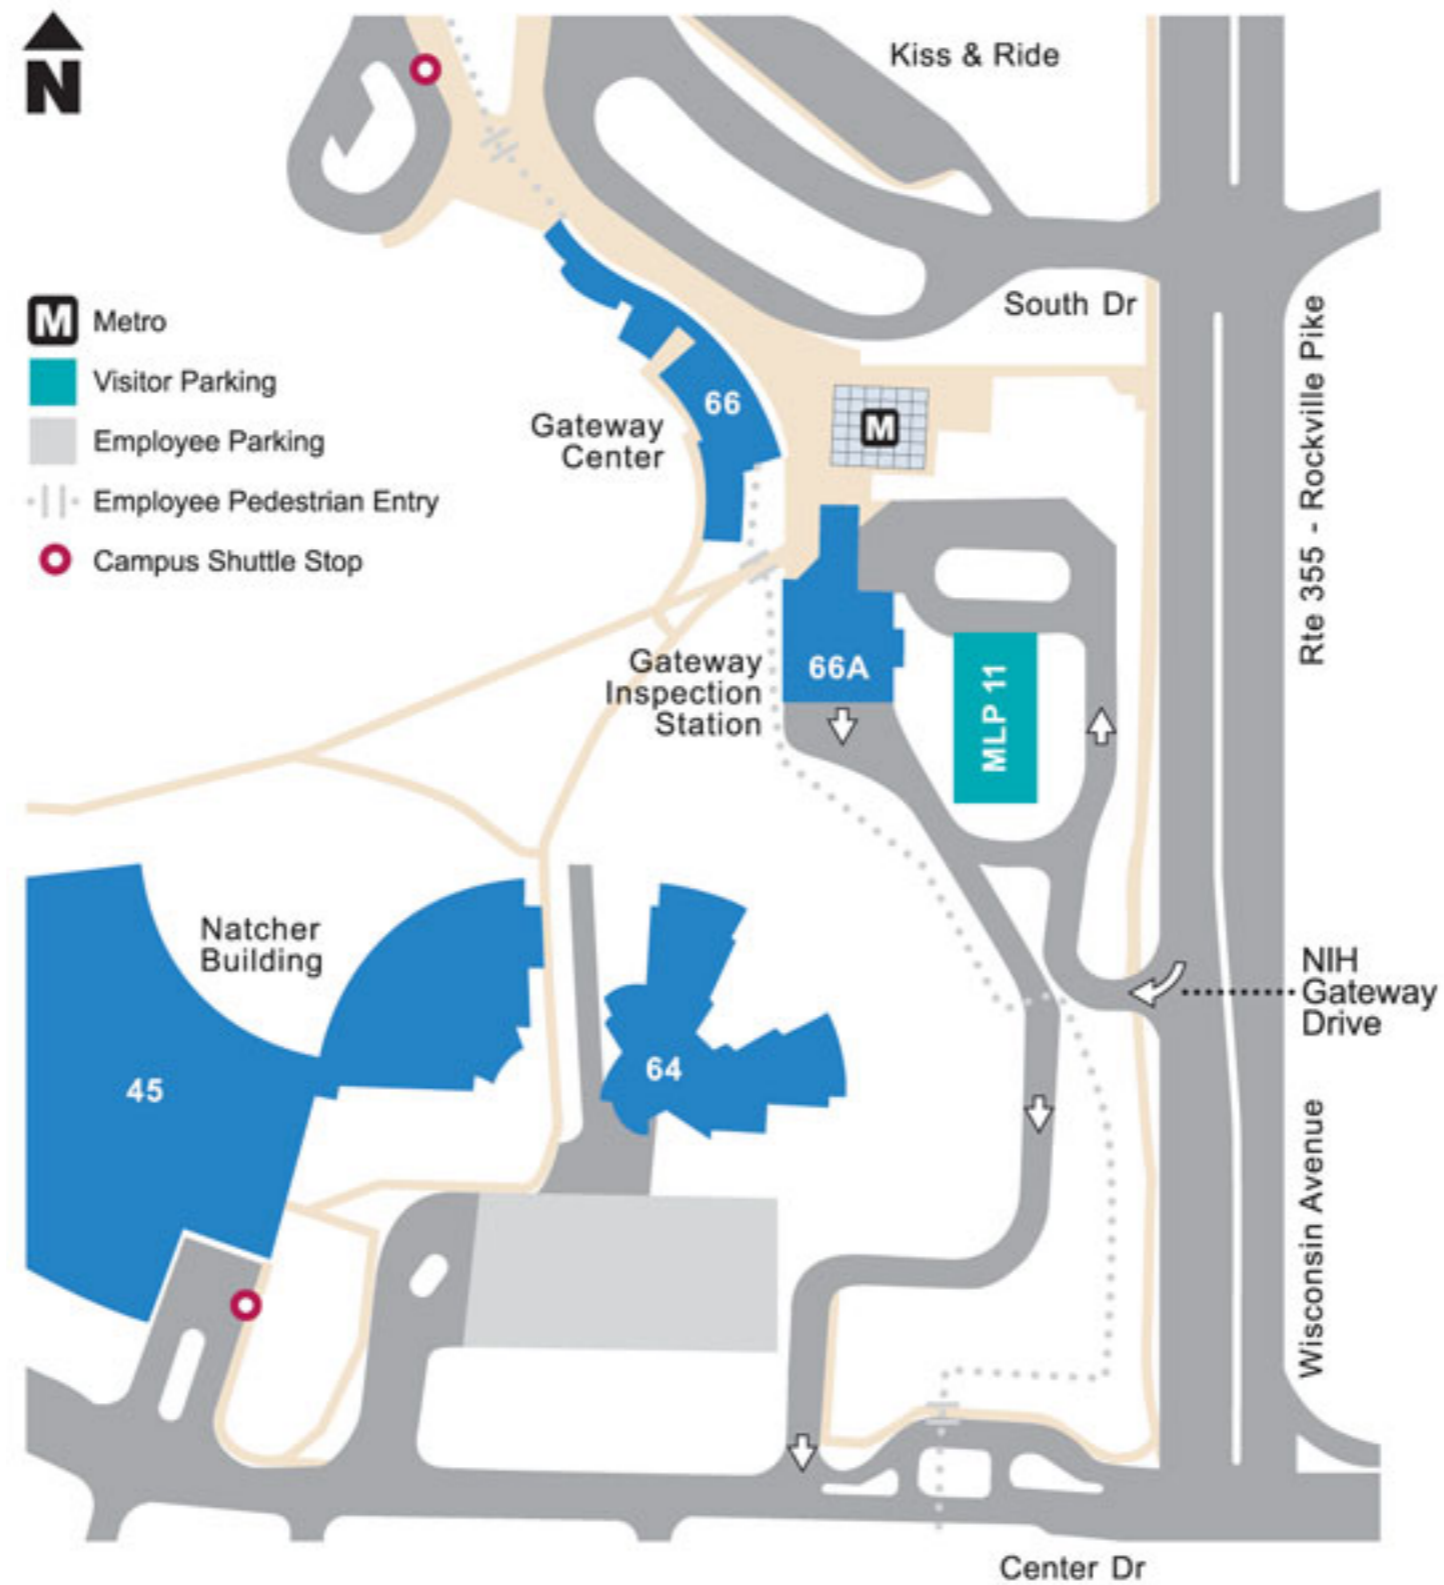 N
Kiss & Ride
South Dr
M Metro
Visitor Parking
Employee Parking
Employee Pedestrian Entry
Campus Shuttle Stop
66
Gateway
Center
M
Rte 355 - Rockville Pike
66A
Gateway
Inspection
Station
MLP 11
Natcher
Building
NIH
Gateway
Drive
45
64
Wisconsin Avenue
Center Dr